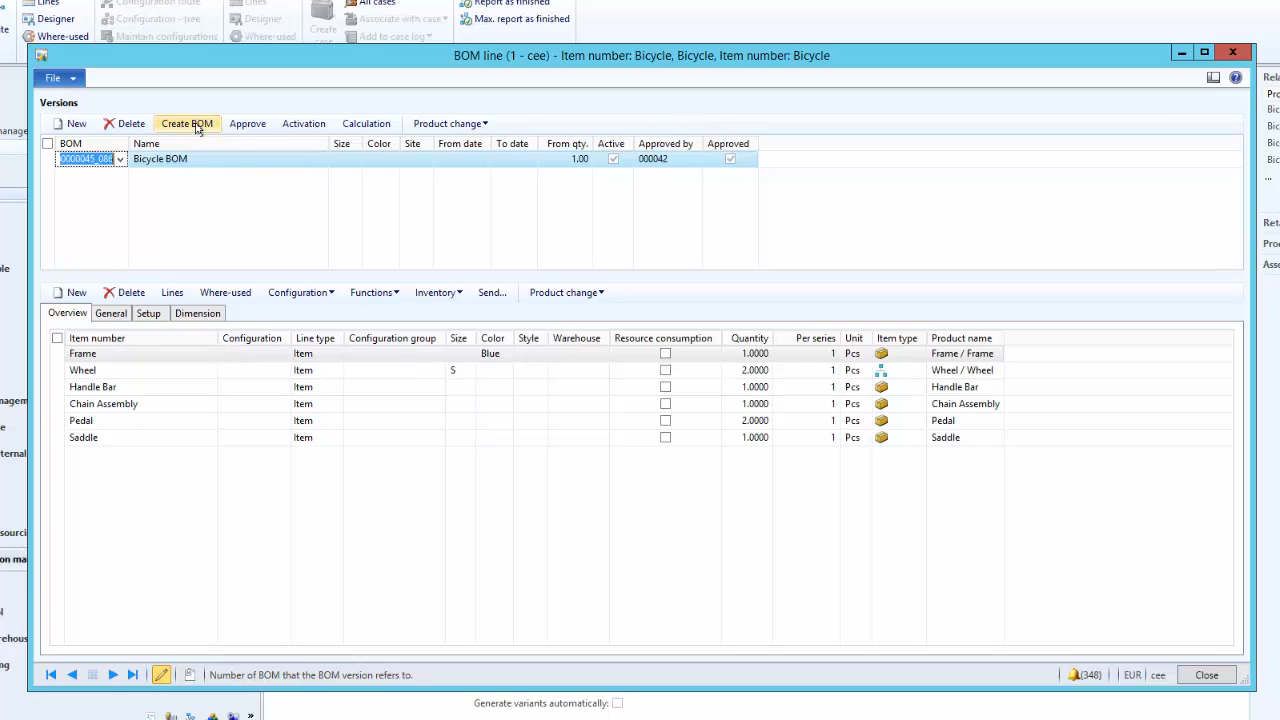 Lines Configuration route Lines All cases Report as finished
Designer Configuration - tree Designer Create Associate with case Max. report as finished
Where-used Maintain configurations Where-used Add to case log
BOM line (1 - cee) - Item number: Bicycle, Bicycle, Item number: Bicycle
File
Versions
New Delete Create BOM Approve Activation Calculation Product change
BOM Name Size Color Site From date To date From qty. Active Approved by Approved
0000045_086 Bicycle BOM 1.00 000042
New Delete Lines Where-used Configuration Functions Inventory Send... Product change
Overview General Setup Dimension
Item number Configuration Line type Configuration group Size Color Style Warehouse Resource consumption Quantity Per series Unit Item type Product name
Frame Item Blue 1.0000 1 Pcs Frame / Frame
Wheel Item S 2.0000 1 Pcs Wheel / Wheel
Handle Bar Item 1.0000 1 Pcs Handle Bar
Chain Assembly Item 1.0000 1 Pcs Chain Assembly
Pedal Item 2.0000 1 Pcs Pedal
Saddle Item 1.0000 1 Pcs Saddle
Number of BOM that the BOM version refers to. (348) EUR cee Close
Generate variants automatically: